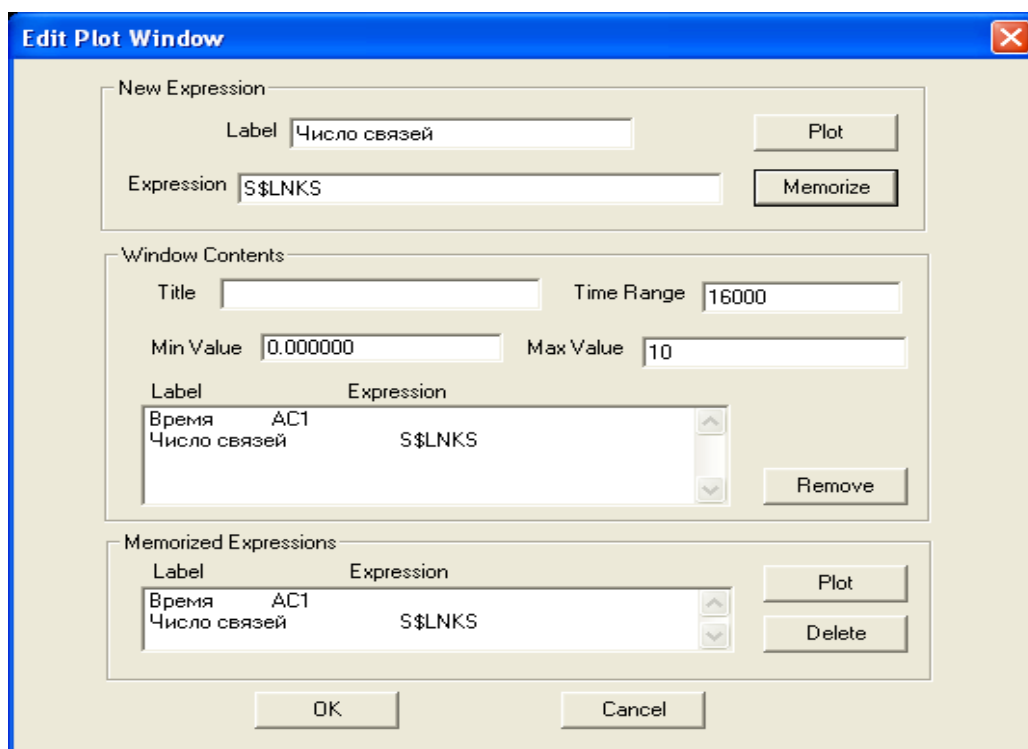 Edit Plot Window
New Expression
Label Число связей Plot
Expression S$LNKS Memorize
Window Contents
Title Time Range 16000
Min Value 0.000000 Max Value 10
Label Expression
Время AC1
Число связей S$LNKS
Remove
Memorized Expressions
Label Expression
Plot
Время AC1
Число связей S$LNKS
Delete
OK Cancel